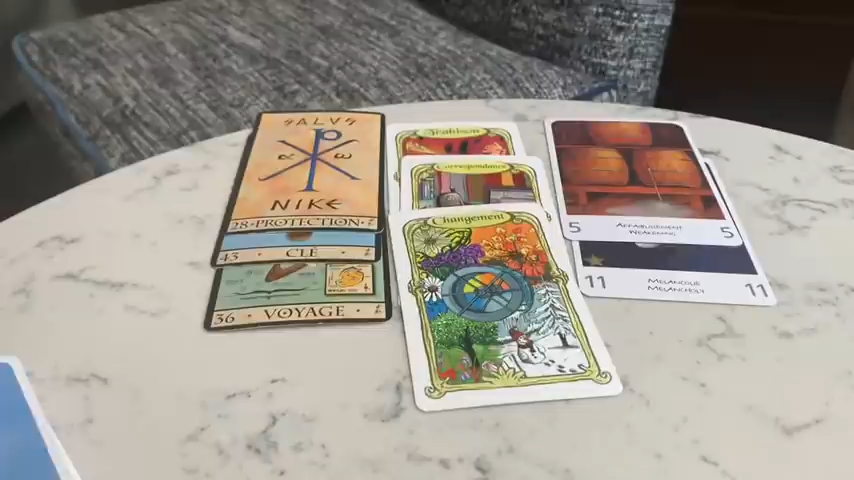 SALVS
NIKE
28 • PROTECTION •
43 • CLÉ •
36 • VOYAGE •
Trahison
Correspondance
Changement
5 AFFAIBLISSEMENT 5
WEAKENING
11 MÉLANCOLIE 11
MELANCHOLY